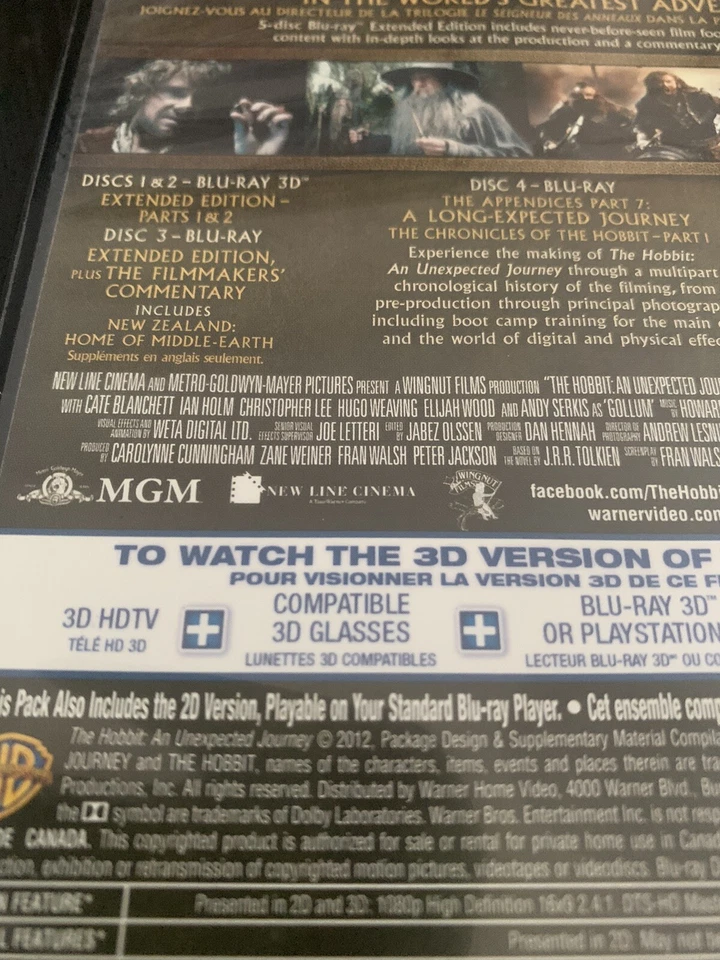 IN THE WORLD'S GREATEST ADVE
JOIGNEZ-VOUS AU DIRECTEUR DE LA TRILOGIE LE SEIGNEUR DES ANNEAUX DANS LA
5-disc Blu-ray™ Extended Edition includes never-before-seen film foo
content with in-depth looks at the production and a commentary
DISCS 1 & 2 – BLU-RAY 3D™
EXTENDED EDITION –
PARTS 1 & 2
DISC 3 – BLU-RAY
EXTENDED EDITION,
PLUS THE FILMMAKERS'
COMMENTARY
INCLUDES
NEW ZEALAND:
HOME OF MIDDLE-EARTH
Suppléments en anglais seulement.
DISC 4 – BLU-RAY
THE APPENDICES PART 7:
A LONG-EXPECTED JOURNEY
THE CHRONICLES OF THE HOBBIT – PART 1
Experience the making of The Hobbit:
An Unexpected Journey through a multipart
chronological history of the filming, from
pre-production through principal photograp
including boot camp training for the main
and the world of digital and physical effec
NEW LINE CINEMA AND METRO-GOLDWYN-MAYER PICTURES PRESENT A WINGNUT FILMS PRODUCTION "THE HOBBIT: AN UNEXPECTED JOU
WITH CATE BLANCHETT IAN HOLM CHRISTOPHER LEE HUGO WEAVING ELIJAH WOOD AND ANDY SERKIS AS 'GOLLUM' MUSIC BY HOWAR
VISUAL EFFECTS AND ANIMATION BY WETA DIGITAL LTD. SENIOR VISUAL EFFECTS SUPERVISOR JOE LETTERI EDITED BY JABEZ OLSSEN PRODUCTION DESIGNER DAN HENNAH DIRECTOR OF PHOTOGRAPHY ANDREW LESN
PRODUCED BY CAROLYNNE CUNNINGHAM ZANE WEINER FRAN WALSH PETER JACKSON BASED ON THE NOVEL BY J.R.R. TOLKIEN SCREENPLAY BY FRAN WALS
MGM
NEW LINE CINEMA
WINGNUT FILMS
facebook.com/TheHobb
warnervideo.com
TO WATCH THE 3D VERSION OF
POUR VISIONNER LA VERSION 3D DE CE F
3D HDTV
TÉLÉ HD 3D
COMPATIBLE
3D GLASSES
LUNETTES 3D COMPATIBLES
BLU-RAY 3D™
OR PLAYSTATION
LECTEUR BLU-RAY 3D™ OU CO
is Pack Also Includes the 2D Version, Playable on Your Standard Blu-ray Player. • Cet ensemble com
The Hobbit: An Unexpected Journey © 2012, Package Design & Supplementary Material Compila
JOURNEY and THE HOBBIT, names of the characters, items, events and places therein are tra
Productions, Inc. All rights reserved. Distributed by Warner Home Video, 4000 Warner Blvd., Bu
the symbol are trademarks of Dolby Laboratories. Warner Bros. Entertainment Inc. is not res
DE CANADA. This copyrighted product is authorized for sale or rental for private home use in Cana
ction, exhibition or retransmission of copyrighted motion pictures, videotapes or videodiscs. Blu-ray D
N FEATURE* Presented in 2D and 3D: 1080p High Definition 16x9 2.4:1 DTS-HD Mas
L FEATURES* Presented in 2D: May not b
WB